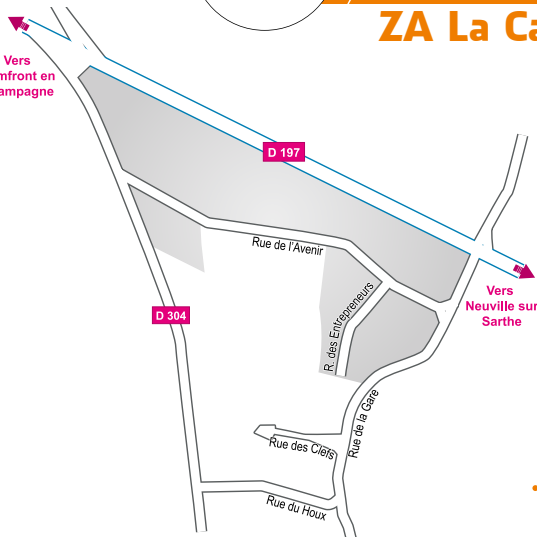 ZA La Ca
Vers
mfront en
ampagne
D 197
Rue de l'Avenir
Vers
Neuville sur
Sarthe
D 304
R. des Entrepreneurs
Rue de la Gare
Rue des Clefs
Rue du Houx